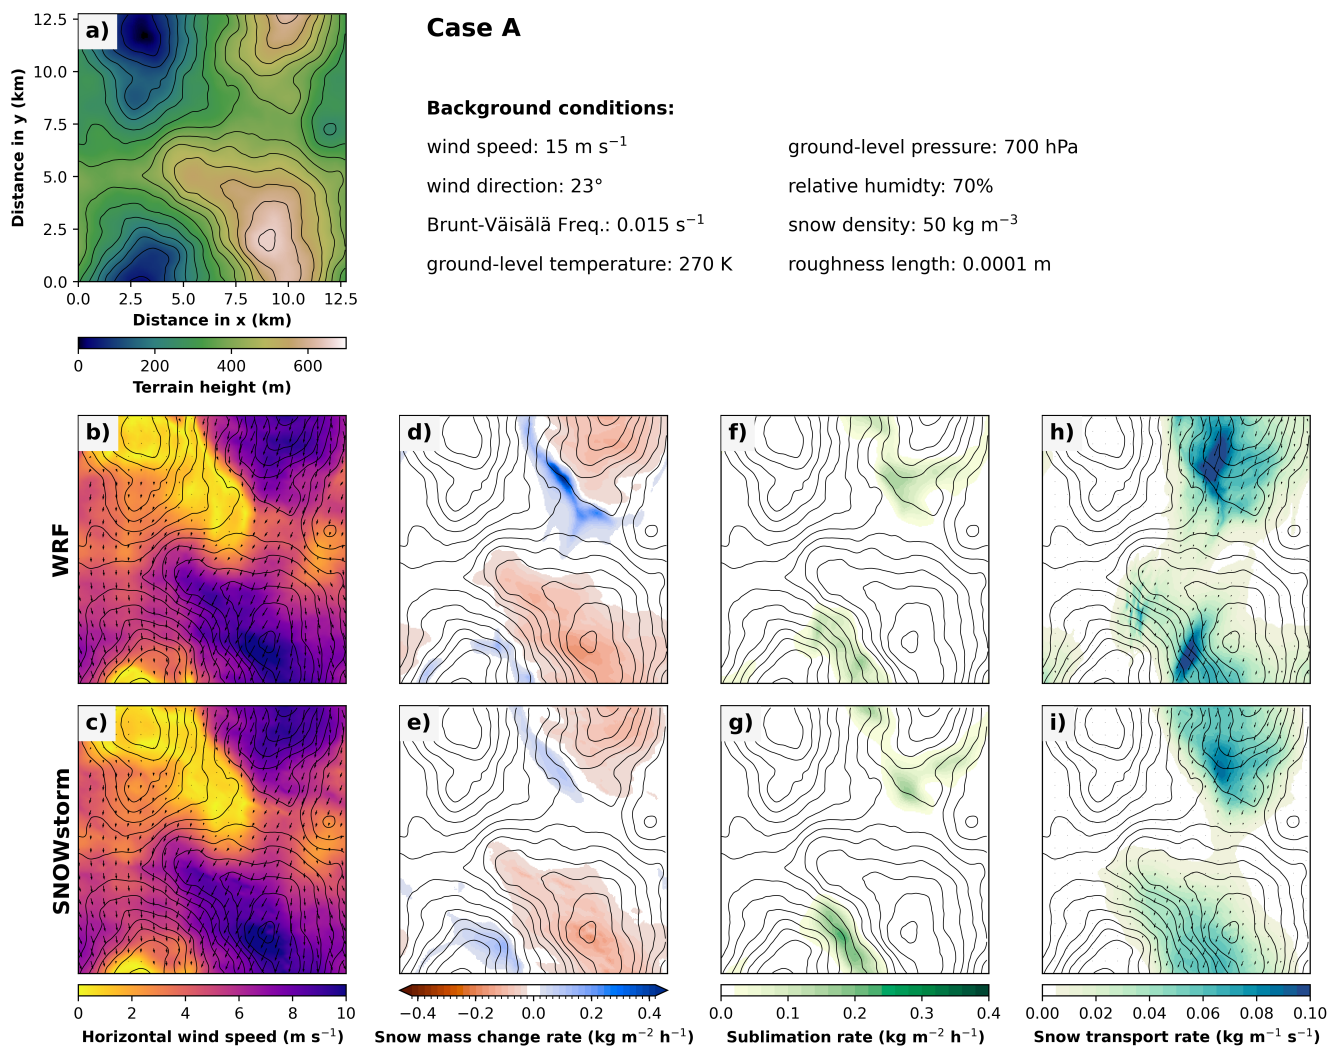 a)
12.5
10.0
7.5
5.0
2.5
0.0
Distance in y (km)
0.0 2.5 5.0 7.5 10.0 12.5
Distance in x (km)
0 200 400 600
Terrain height (m)
Case A
Background conditions:
wind speed: 15 m s⁻¹
ground-level pressure: 700 hPa
wind direction: 23°
relative humidty: 70%
Brunt-Väisälä Freq.: 0.015 s⁻¹
snow density: 50 kg m⁻³
ground-level temperature: 270 K
roughness length: 0.0001 m
WRF
b)
d)
f)
h)
SNOWstorm
c)
e)
g)
i)
0 2 4 6 8 10
Horizontal wind speed (m s⁻¹)
−0.4 −0.2 0.0 0.2 0.4
Snow mass change rate (kg m⁻² h⁻¹)
0.0 0.1 0.2 0.3 0.4
Sublimation rate (kg m⁻² h⁻¹)
0.00 0.02 0.04 0.06 0.08 0.10
Snow transport rate (kg m⁻¹ s⁻¹)